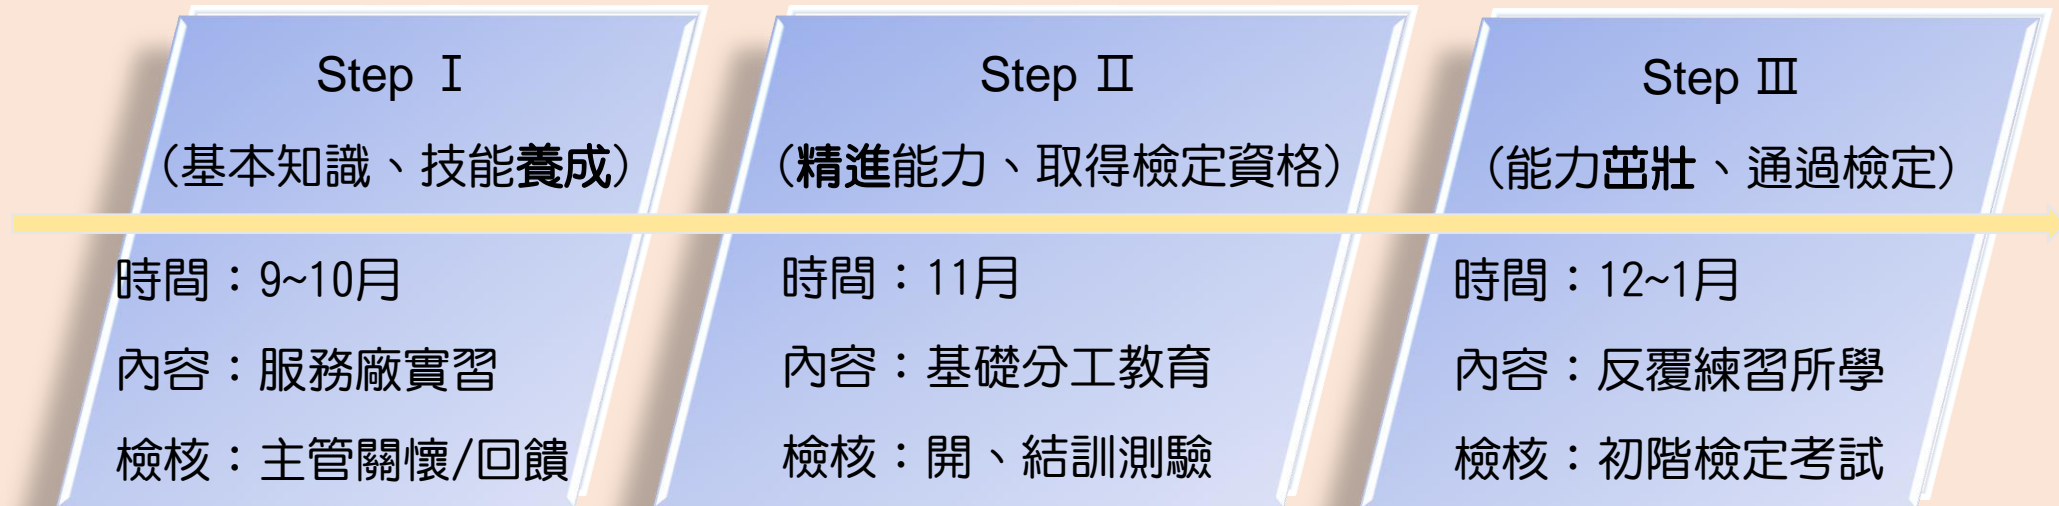 Step Ⅰ
（基本知識、技能養成）
時間：9~10月
內容：服務廠實習
檢核：主管關懷/回饋
Step Ⅱ
（精進能力、取得檢定資格）
時間：11月
內容：基礎分工教育
檢核：開、結訓測驗
Step Ⅲ
（能力茁壯、通過檢定）
時間：12~1月
內容：反覆練習所學
檢核：初階檢定考試